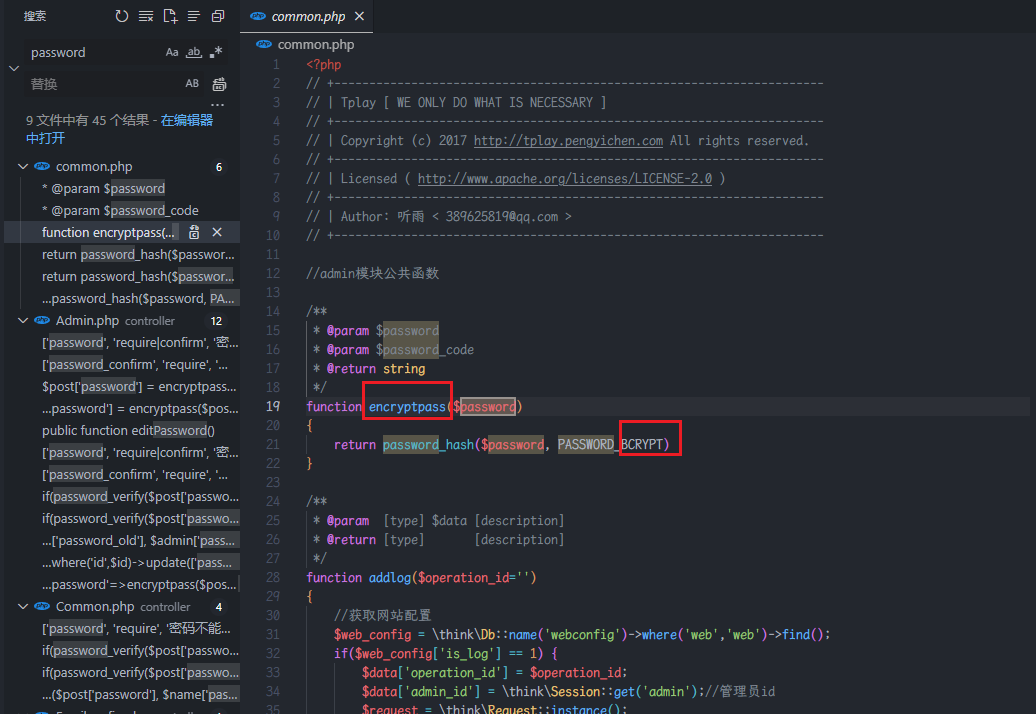 搜索
password
Aa ab .*
替换
AB
...
9 文件中有 45 个结果 - 在编辑器
中打开
common.php 6
* @param $password
* @param $password_code
function encryptpass(...
return password_hash($passwor...
return password_hash($passwor...
...password_hash($password, PA...
Admin.php controller 12
['password', 'require|confirm', '密...
['password_confirm', 'require', '...
$post['password'] = encryptpass...
...password'] = encryptpass($pos...
public function editPassword()
['password', 'require|confirm', '密...
['password_confirm', 'require', '...
if(password_verify($post['passwo...
if(password_verify($post['passwo...
...['password_old'], $admin['pass...
...where('id',$id)->update(['pass...
...password'=>encryptpass($pos...
Common.php controller 4
['password', 'require', '密码不能...
if(password_verify($post['passwo...
if(password_verify($post['passwo...
...($post['password'], $name['pas...
common.php
common.php
1 <?php
2 // +----------------------------------------------------------------------
3 // | Tplay [ WE ONLY DO WHAT IS NECESSARY ]
4 // +----------------------------------------------------------------------
5 // | Copyright (c) 2017 http://tplay.pengyichen.com All rights reserved.
6 // +----------------------------------------------------------------------
7 // | Licensed ( http://www.apache.org/licenses/LICENSE-2.0 )
8 // +----------------------------------------------------------------------
9 // | Author: 听雨 < 389625819@qq.com >
10 // +----------------------------------------------------------------------
11
12 //admin模块公共函数
13
14 /**
15 * @param $password
16 * @param $password_code
17 * @return string
18 */
19 function encryptpass($password)
20 {
21 return password_hash($password, PASSWORD_BCRYPT)
22 }
23
24 /**
25 * @param [type] $data [description]
26 * @return [type] [description]
27 */
28 function addlog($operation_id='')
29 {
30 //获取网站配置
31 $web_config = \think\Db::name('webconfig')->where('web','web')->find();
32 if($web_config['is_log'] == 1) {
33 $data['operation_id'] = $operation_id;
34 $data['admin_id'] = \think\Session::get('admin');//管理员id
35 $request = \think\Request::instance();